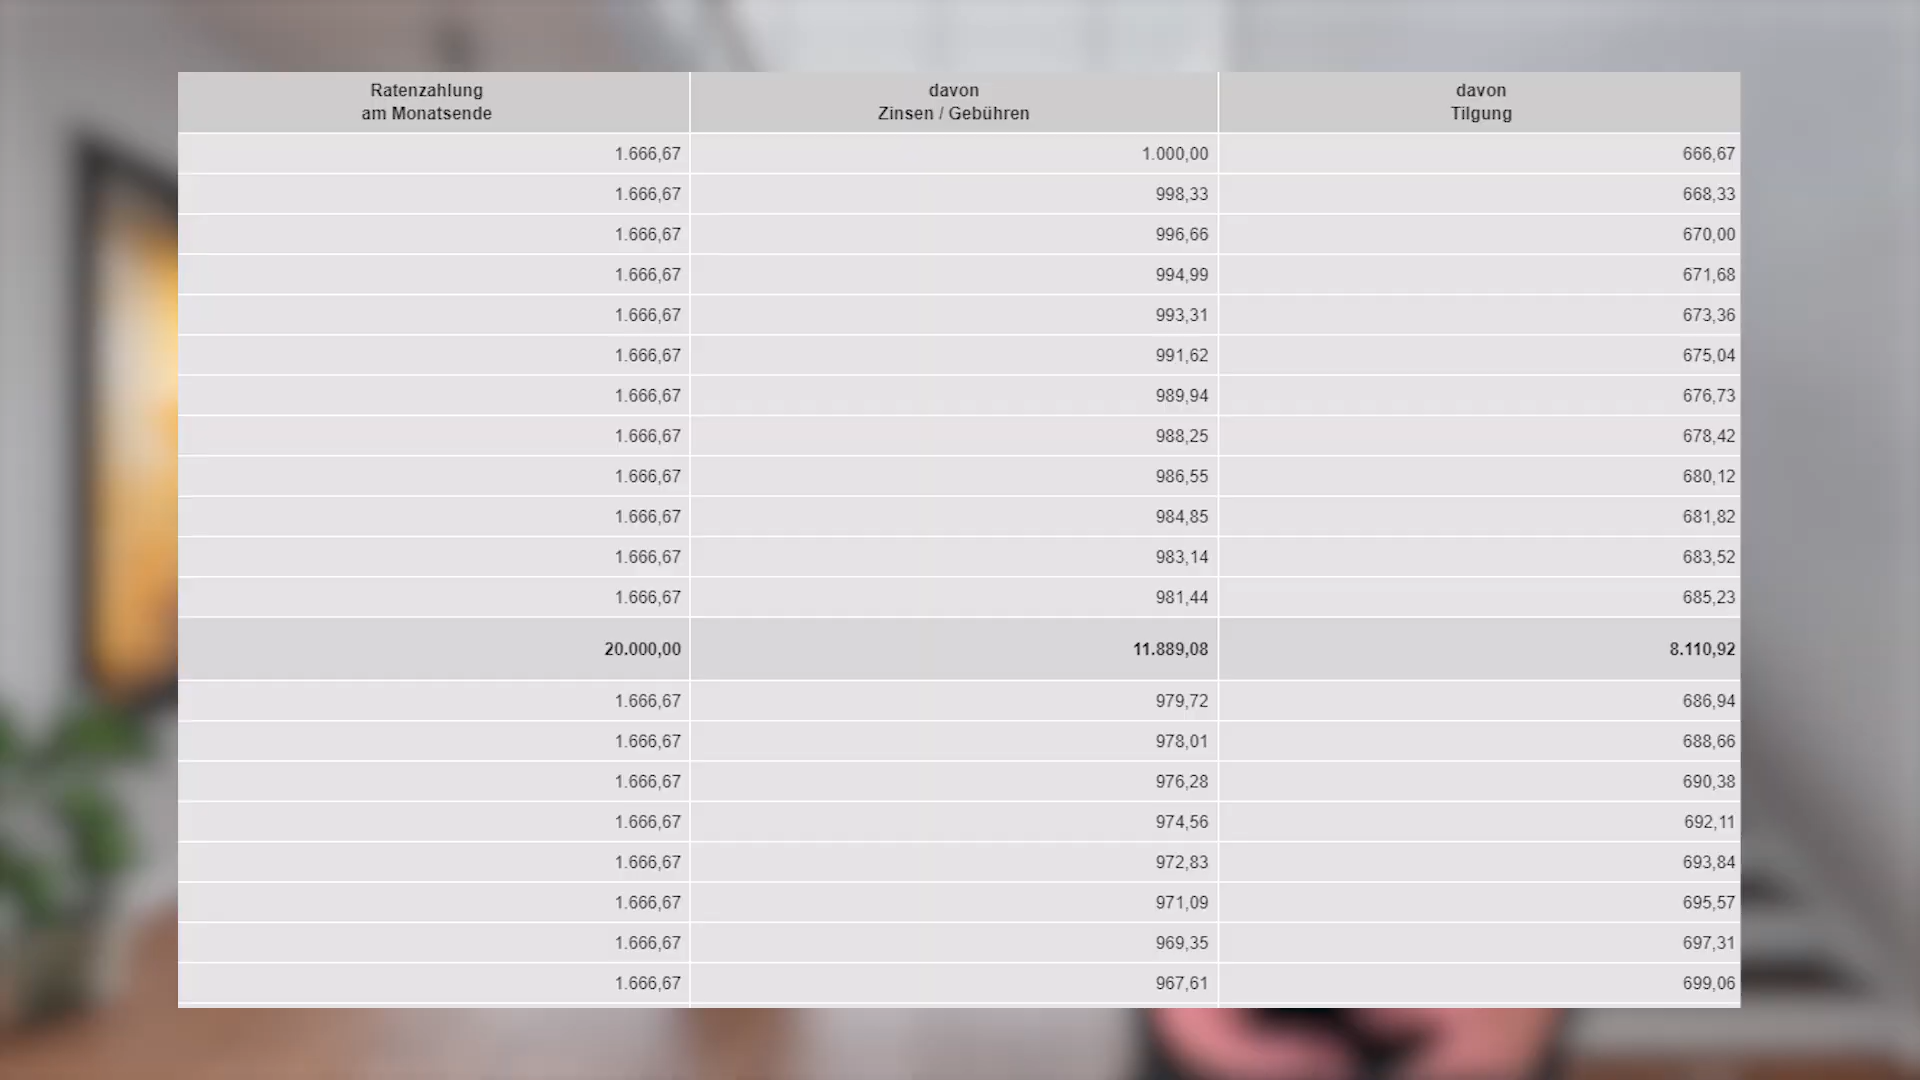 Ratenzahlung
am Monatsende
davon
Zinsen / Gebühren
davon
Tilgung
1.666,67 1.000,00 666,67
1.666,67 998,33 668,33
1.666,67 996,66 670,00
1.666,67 994,99 671,68
1.666,67 993,31 673,36
1.666,67 991,62 675,04
1.666,67 989,94 676,73
1.666,67 988,25 678,42
1.666,67 986,55 680,12
1.666,67 984,85 681,82
1.666,67 983,14 683,52
1.666,67 981,44 685,23
20.000,00 11.889,08 8.110,92
1.666,67 979,72 686,94
1.666,67 978,01 688,66
1.666,67 976,28 690,38
1.666,67 974,56 692,11
1.666,67 972,83 693,84
1.666,67 971,09 695,57
1.666,67 969,35 697,31
1.666,67 967,61 699,06